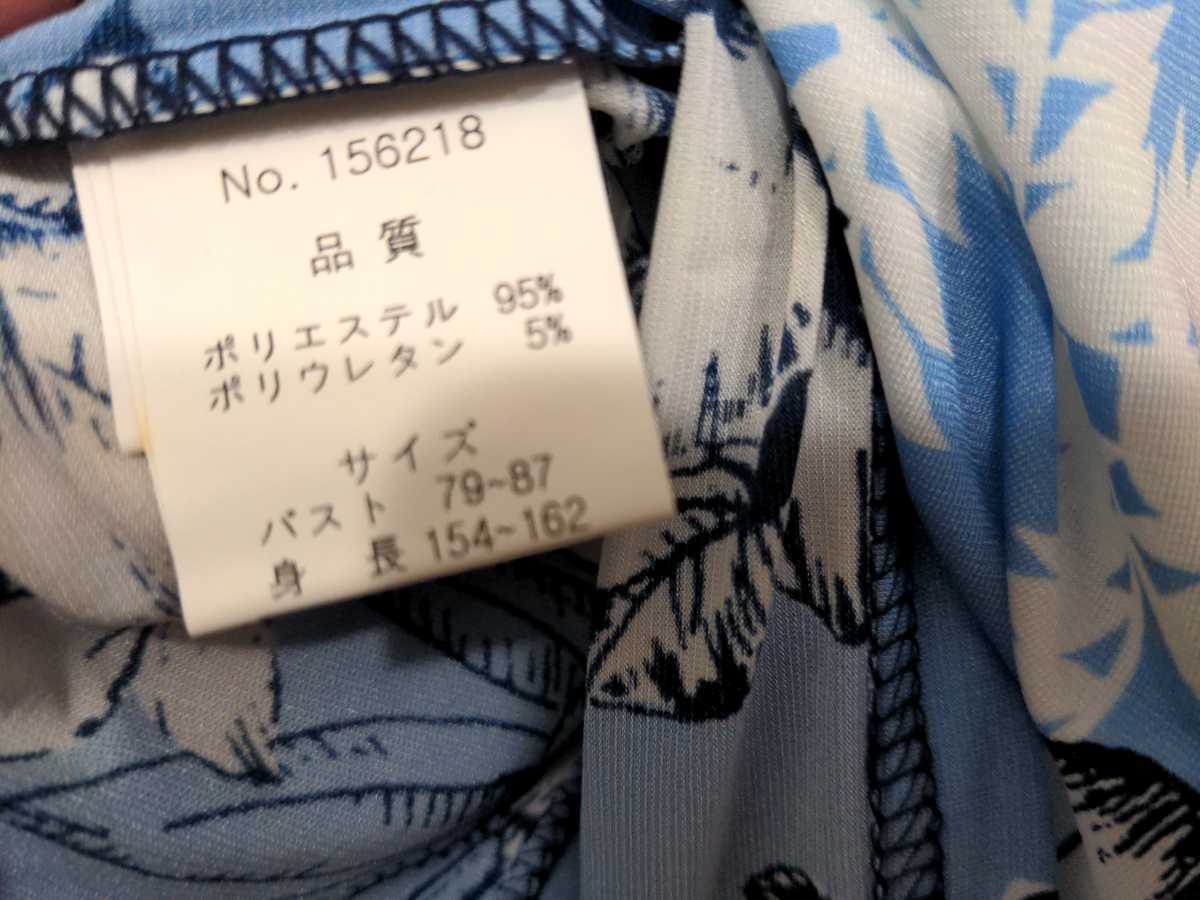 No. 156218
品質
ポリエステル 95%
ポリウレタン 5%
サイズ
バスト 79~87
身長 154~162